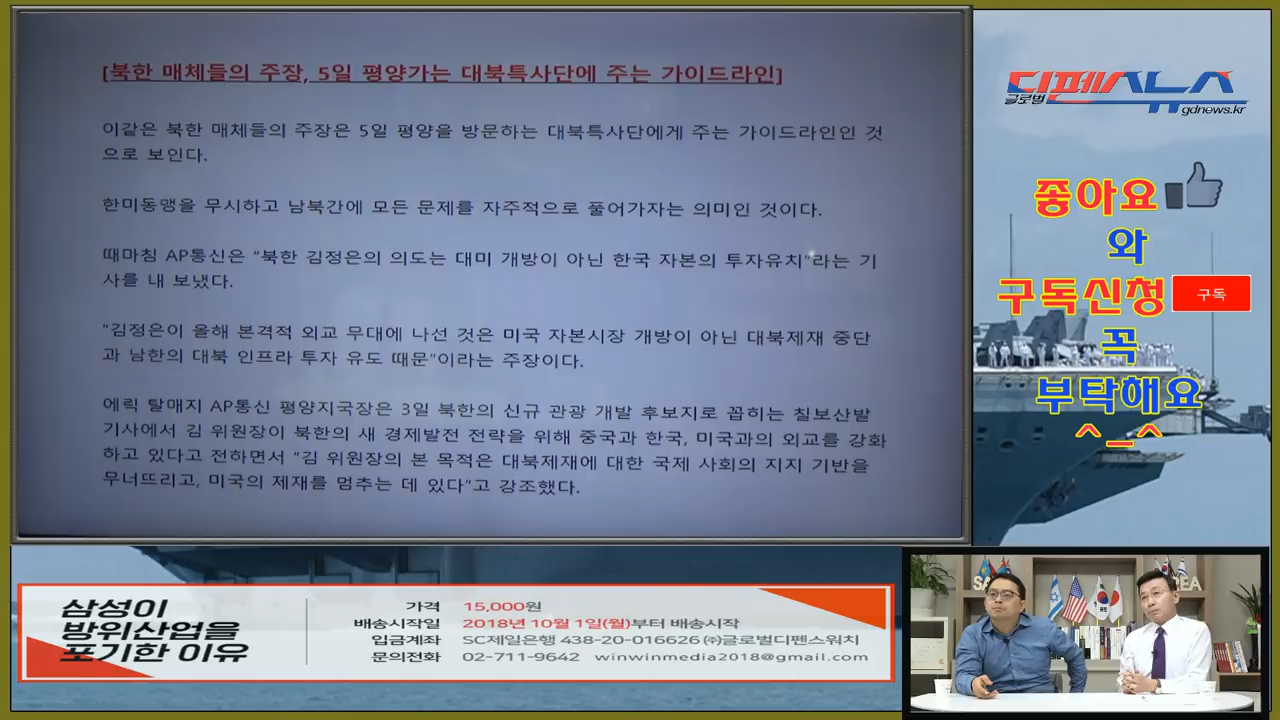 [북한 매체들의 주장, 5일 평양가는 대북특사단에 주는 가이드라인]
이같은 북한 매체들의 주장은 5일 평양을 방문하는 대북특사단에게 주는 가이드라인인 것
으로 보인다.
한미동맹을 무시하고 남북간에 모든 문제를 자주적으로 풀어가자는 의미인 것이다.
때마침 AP통신은 “북한 김정은의 의도는 대미 개방이 아닌 한국 자본의 투자유치”라는 기
사를 내 보냈다.
“김정은이 올해 본격적 외교 무대에 나선 것은 미국 자본시장 개방이 아닌 대북제재 중단
과 남한의 대북 인프라 투자 유도 때문”이라는 주장이다.
에릭 탈매지 AP통신 평양지국장은 3일 북한의 신규 관광 개발 후보지로 꼽히는 칠보산발
기사에서 김 위원장이 북한의 새 경제발전 전략을 위해 중국과 한국, 미국과의 외교를 강화
하고 있다고 전하면서 “김 위원장의 본 목적은 대북제재에 대한 국제 사회의 지지 기반을
무너뜨리고, 미국의 제재를 멈추는 데 있다”고 강조했다.
글로벌 디펜스뉴스
gdnews.kr
좋아요
와
구독신청 구독
꼭
부탁해요
^_^
삼성이
방위산업을
포기한 이유
가격 15,000원
배송시작일 2018년 10월 1일(월)부터 배송시작
입금계좌 SC제일은행 438-20-016626 ㈜글로벌디펜스워치
문의전화 02-711-9642 winwinmedia2018@gmail.com